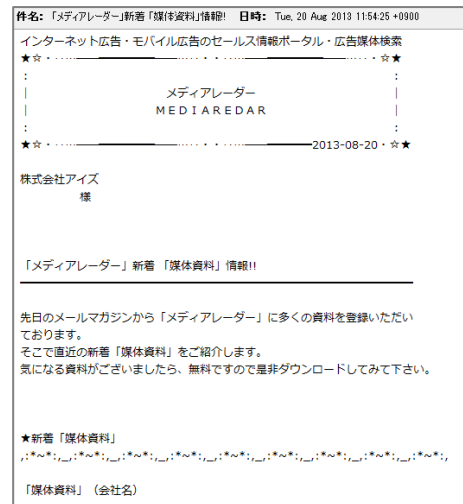 件名: 「メディアレーダー」新着「媒体資料」情報! 日時: Tue, 20 Aug 2013 11:54:25 +0900
インターネット広告・モバイル広告のセールス情報ポータル・広告媒体検索
★☆・‥‥…━━━━━━━…‥‥・・‥‥…━━━━━━━…‥‥・☆★
: :
| メディアレーダー |
| ＭＥＤＩＡＲＥＤＡＲ |
: :
★☆・‥‥…━━━━━━━…‥‥・・‥‥…━━━━━2013-08-20・☆★
株式会社アイズ
様
「メディアレーダー」新着 「媒体資料」情報!!
先日のメールマガジンから「メディアレーダー」に多くの資料を登録いただい
ております。
そこで直近の新着「媒体資料」をご紹介します。
気になる資料がございましたら、無料ですので是非ダウンロードしてみて下さい。
★新着「媒体資料」
,:*~*:,_,:*~*:,_,:*~*:,_,:*~*:,_,:*~*:,_,:*~*:,_,:*~*:,_,:*~*:,_,:*~*:,
「媒体資料」（会社名）